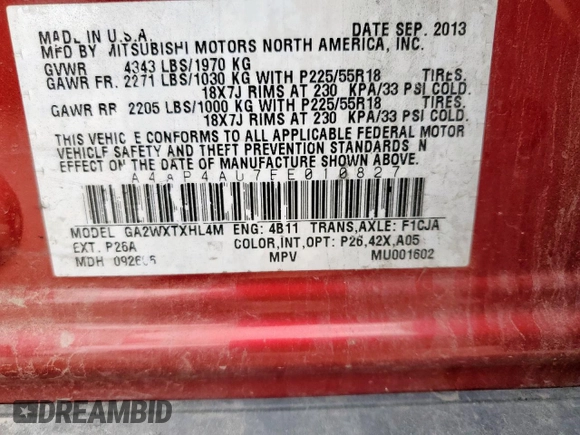 MADE IN U.S.A. DATE SEP. 2013
MFD BY MITSUBISHI MOTORS NORTH AMERICA, INC.
GVWR 4343 LBS/1970 KG
GAWR FR. 2271 LBS/1030 KG WITH P225/55R18 TIRES.
18X7J RIMS AT 230 KPA/33 PSI COLD.
GAWR RR 2205 LBS/1000 KG WITH P225/55R18 TIRES.
18X7J RIMS AT 230 KPA/33 PSI COLD.
THIS VEHICLE CONFORMS TO ALL APPLICABLE FEDERAL MOTOR
VEHICLE SAFETY AND THEFT PREVENTION STANDARDS IN
EFFECT ON THE DATE OF MANUFACTURE SHOWN ABOVE.
4A4AP4AU7EE010827
MODEL GA2WXTXHL4M ENG: 4B11 TRANS,AXLE: F1CJA
EXT. P26A COLOR,INT,OPT: P26,42X,A05
MDH MPV MU001602
DREAMBID